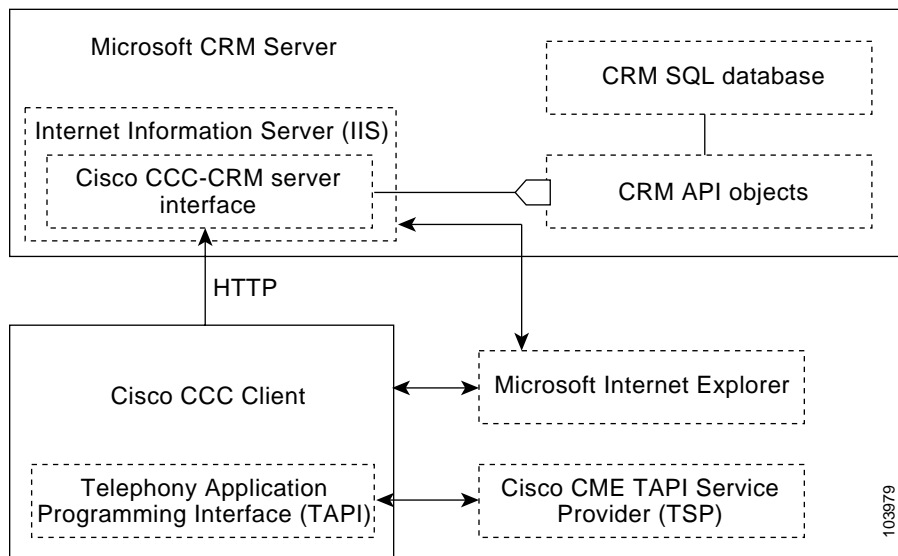 Microsoft CRM Server
CRM SQL database
Internet Information Server (IIS)
Cisco CCC-CRM server
interface
CRM API objects
HTTP
Cisco CCC Client
Microsoft Internet Explorer
Telephony Application
Programming Interface (TAPI)
Cisco CME TAPI Service
Provider (TSP)
103979